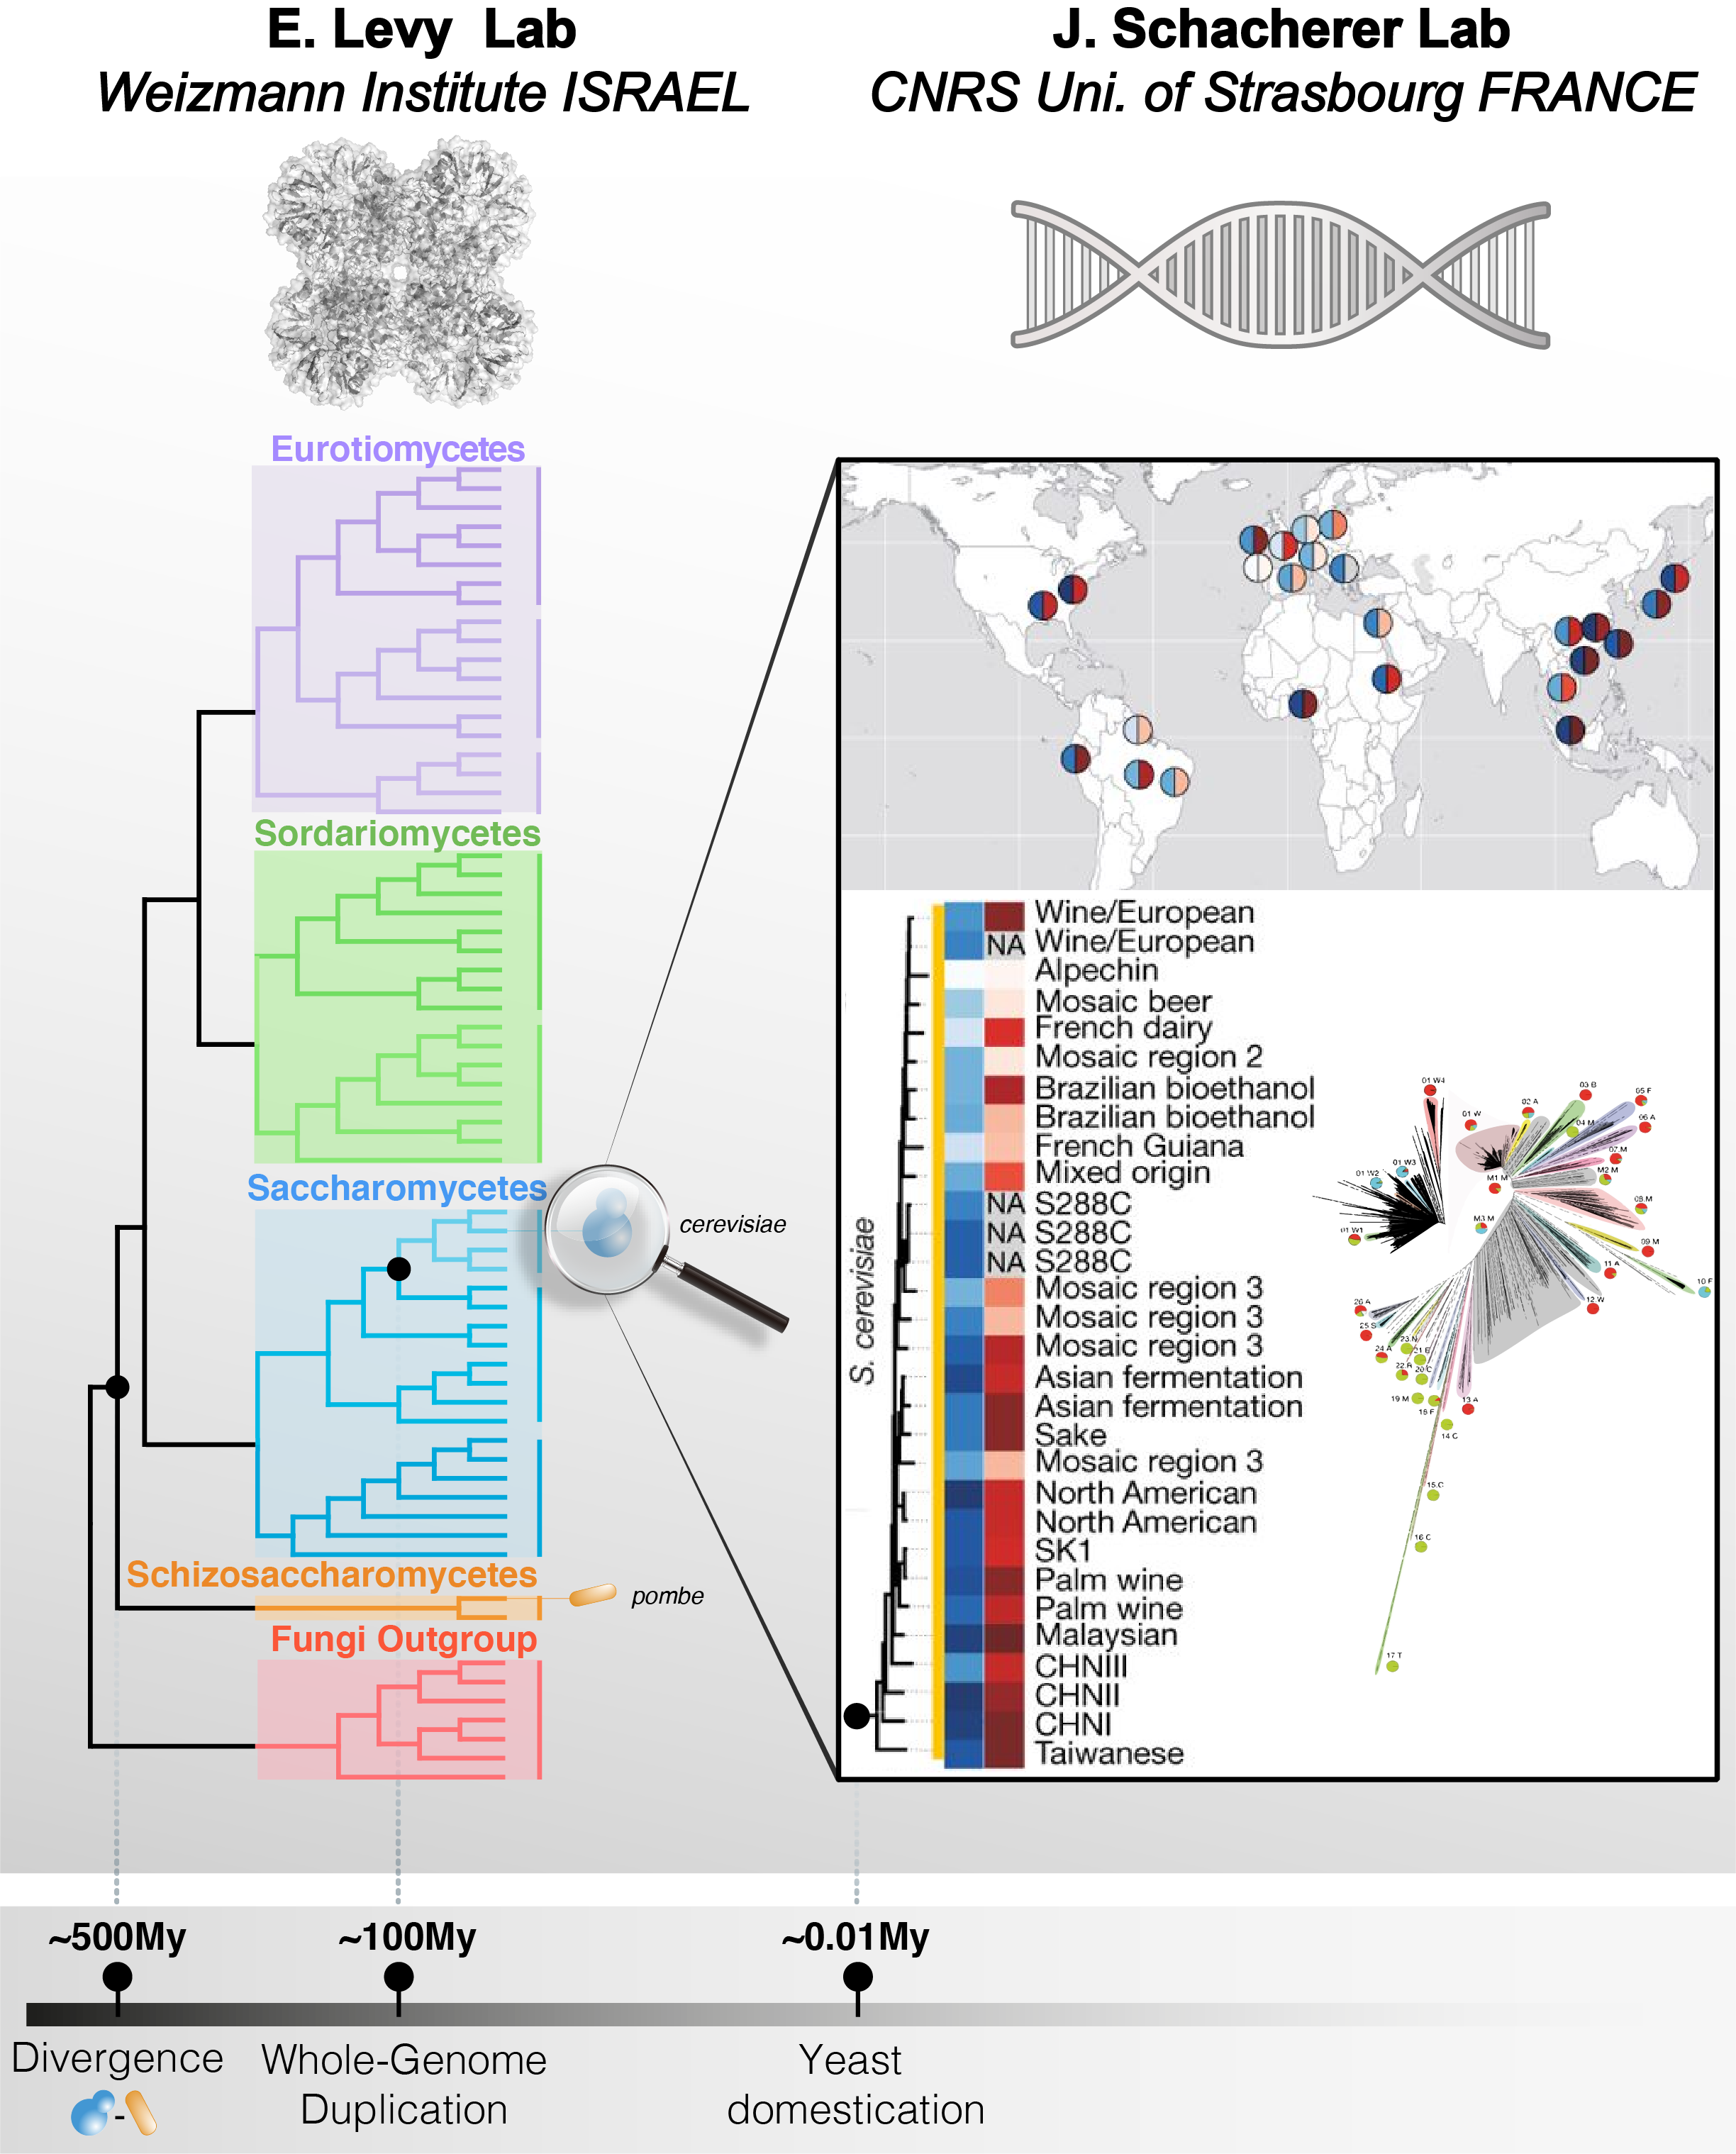 E. Levy  Lab
Weizmann Institute ISRAEL
J. Schacherer Lab
CNRS Uni. of Strasbourg FRANCE
Eurotiomycetes
Sordariomycetes
Saccharomycetes
cerevisiae
Schizosaccharomycetes
pombe
Fungi Outgroup
S. cerevisiae
Wine/European
NA Wine/European
Alpechin
Mosaic beer
French dairy
Mosaic region 2
Brazilian bioethanol
Brazilian bioethanol
French Guiana
Mixed origin
NA S288C
NA S288C
NA S288C
Mosaic region 3
Mosaic region 3
Mosaic region 3
Asian fermentation
Asian fermentation
Sake
Mosaic region 3
North American
North American
SK1
Palm wine
Palm wine
Malaysian
CHNIII
CHNII
CHNI
Taiwanese
01 W4
01 W
02 A
03 B
05 F
04 M
06 A
07 M
M2 M
01 W3
01 W2
M1 M
08 M
M3 M
01 W1
09 M
11 A
10 F
12 W
26 A
25 S
24 A
19 M
18 F
13 A
14 C
15 C
16 C
17 T
~500My
~100My
~0.01My
Divergence
-
Whole-Genome
Duplication
Yeast
domestication